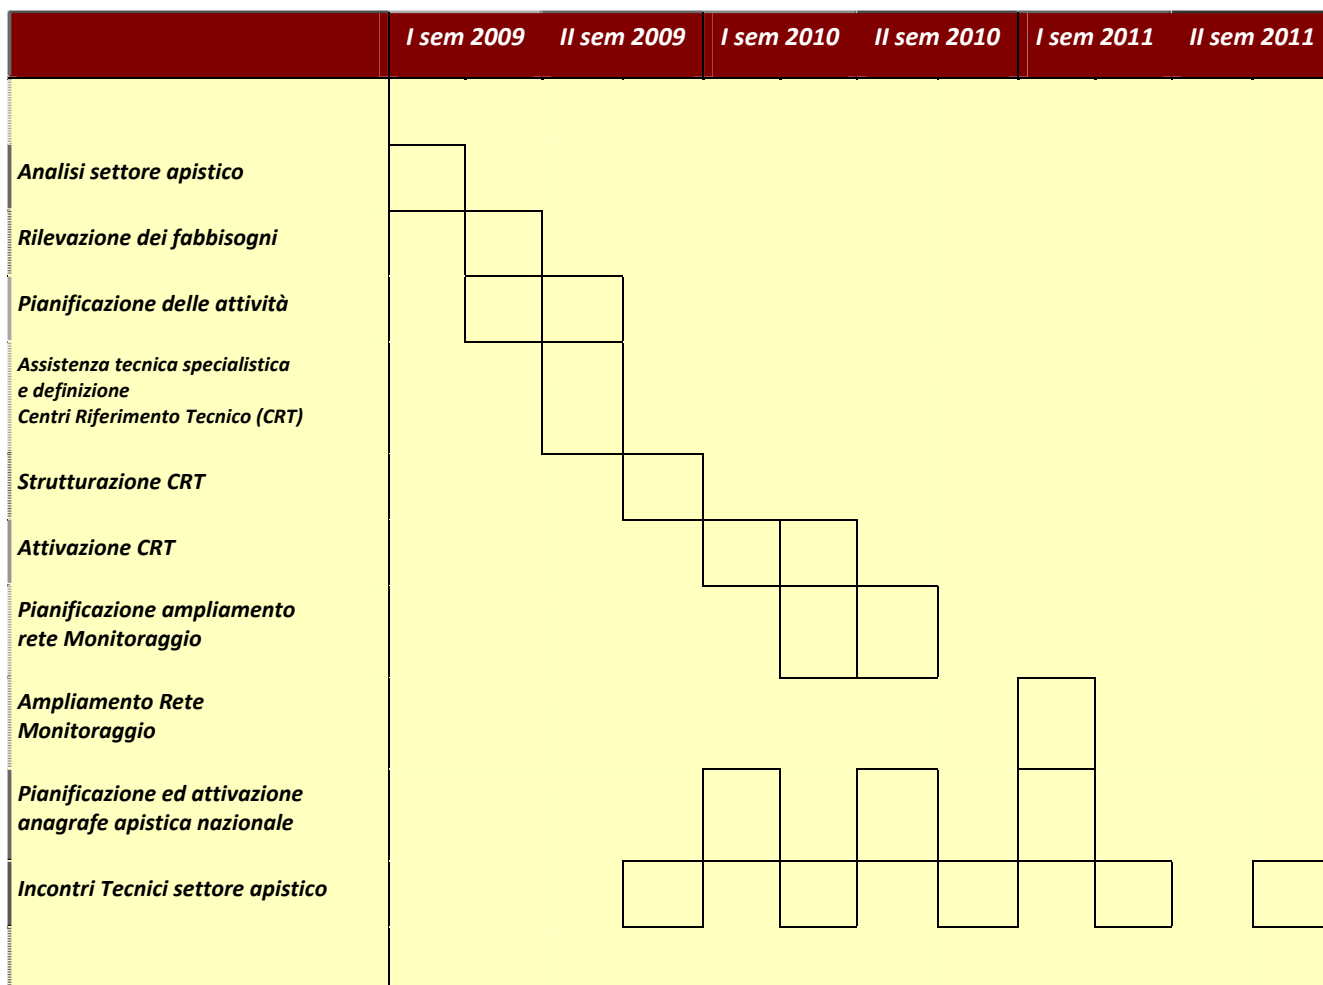 I sem 2009 II sem 2009 I sem 2010 II sem 2010 I sem 2011 II sem 2011
Analisi settore apistico
Rilevazione dei fabbisogni
Pianificazione delle attività
Assistenza tecnica specialistica
e definizione
Centri Riferimento Tecnico (CRT)
Strutturazione CRT
Attivazione CRT
Pianificazione ampliamento
rete Monitoraggio
Ampliamento Rete
Monitoraggio
Pianificazione ed attivazione
anagrafe apistica nazionale
Incontri Tecnici settore apistico